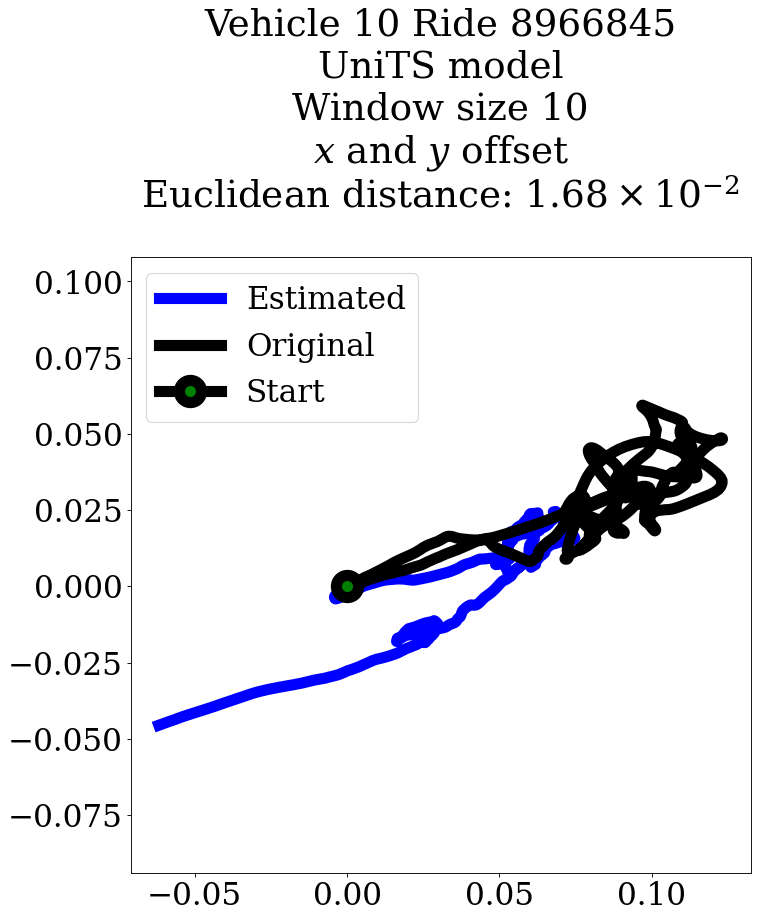 Vehicle 10 Ride 8966845
UniTS model
Window size 10
x and y offset
Euclidean distance: 1.68 × 10⁻²
Estimated
Original
Start
0.100
0.075
0.050
0.025
0.000
−0.025
−0.050
−0.075
−0.05 0.00 0.05 0.10